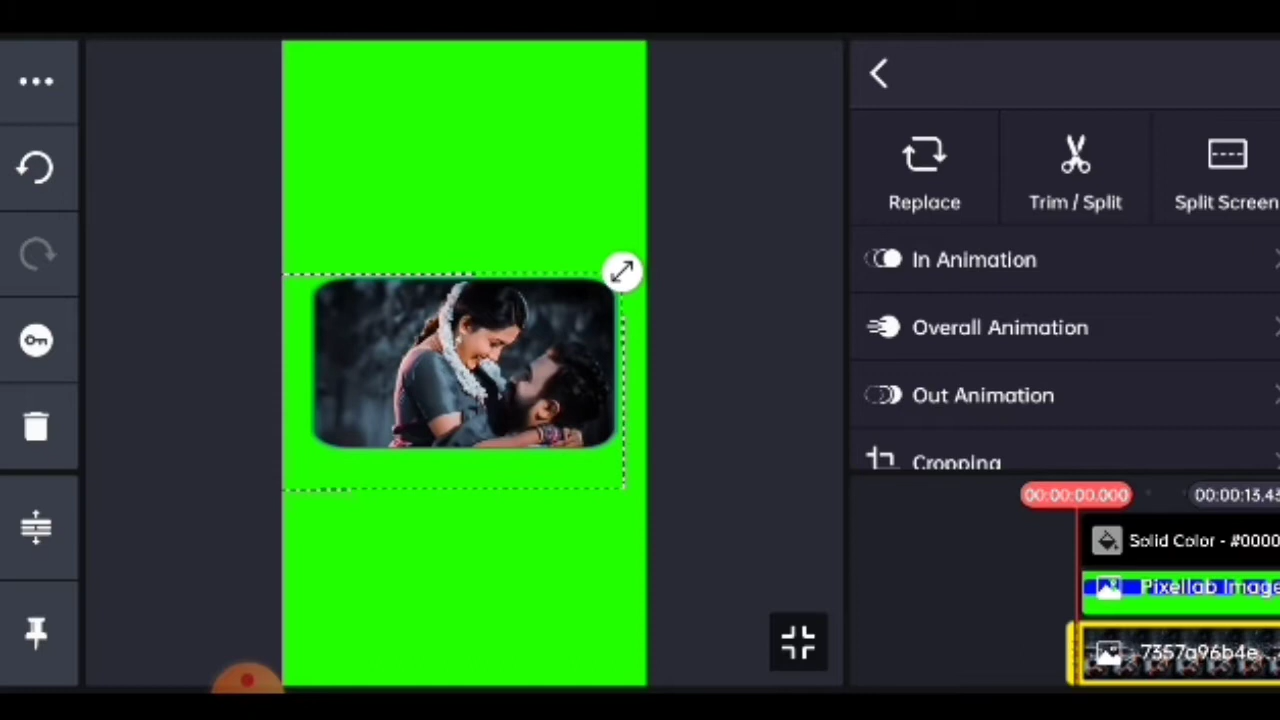 Replace
Trim / Split
Split Screen
In Animation
Overall Animation
Out Animation
Cropping
00:00:00.000
00:00:13.43
Solid Color - #0000
Pixellab Image
7357a96b4e...